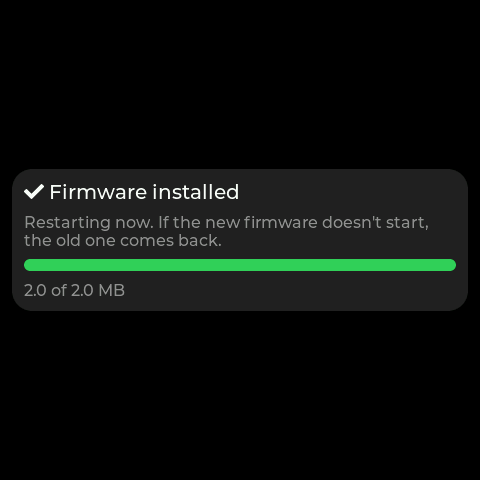 Firmware installed
Restarting now. If the new firmware doesn't start,
the old one comes back.
2.0 of 2.0 MB